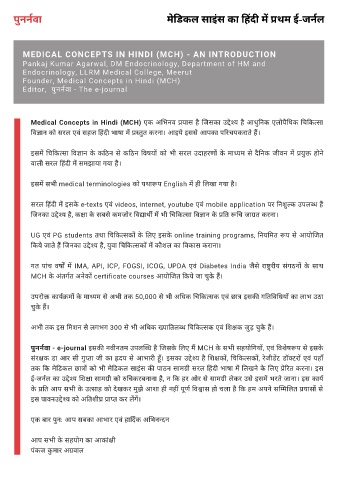 पुनर्नवा
मेडिकल साइंस का हिंदी में प्रथम ई-जर्नल
MEDICAL CONCEPTS IN HINDI (MCH) - AN INTRODUCTION
Pankaj Kumar Agarwal, DM Endocrinology, Department of HM and
Endocrinology, LLRM Medical College, Meerut
Founder, Medical Concepts in Hindi (MCH)
Editor, पुनर्नवा - The e-journal
Medical Concepts in Hindi (MCH) एक अभिनव प्रयास है जिसका उद्देश्य है आधुनिक एलोपैथिक चिकित्सा
विज्ञान को सरल एवं सहज हिंदी भाषा में प्रस्तुत करना। आइये इससे आपका परिचय कराते हैं।
इसमें चिकित्सा विज्ञान के कठिन से कठिन विषयों को भी सरल उदाहरणों के माध्यम से दैनिक जीवन में प्रयुक्त होने
वाली सरल हिंदी में समझाया गया है।
इसमें सभी medical terminologies को यथारूप English में ही लिखा गया है।
सरल हिंदी में इसके e-texts एवं videos, internet, youtube एवं mobile application पर निशुल्क उपलब्ध हैं
जिनका उद्देश्य है, कक्षा के सबसे कमजोर विद्यार्थी में भी चिकित्सा विज्ञान के प्रति रूचि जाग्रत करना।
UG एवं PG students तथा चिकित्सकों के लिए इसके online training programs, नियमित रूप से आयोजित
किये जाते हैं जिनका उद्देश्य है, युवा चिकित्सकों में कौशल का विकास कराना।
गत पांच वर्षों में IMA, API, ICP, FOGSI, ICOG, UPDA एवं Diabetes India जैसे राष्ट्रीय संगठनों के साथ
MCH के अंतर्गत अनेकों certificate courses आयोजित किये जा चुके हैं।
उपरोक्त कार्यक्रमों के माध्यम से अभी तक 50,000 से भी अधिक चिकित्सक एवं छात्र इसकी गतिविधियों का लाभ उठा
चुके हैं।
अभी तक इस मिशन से लगभग 300 से भी अधिक ख्यातिलब्ध चिकित्सक एवं शिक्षक जुड़ चुके हैं।
पुनर्नवा - e-journal इसकी नवीनतम उपलब्धि है जिसके लिए मैं MCH के सभी सहयोगियों, एवं विशेषरूप से इसके
संरक्षक डा आर सी गुप्ता जी का हृदय से आभारी हूँ। इसका उद्देश्य है शिक्षकों, चिकित्सकों, रेजीडेंट डॉक्टरों एवं यहाँ
तक कि मेडिकल छात्रों को भी मेडिकल साइंस की पाठन सामग्री सरल हिंदी भाषा में लिखने के लिए प्रेरित करना। इस
ई-जर्नल का उद्देश्य शिक्षा सामग्री को रुचिकर बनाना है, न कि हर ओर से सामग्री लेकर उसे इसमें भरते जाना। इस कार्य
के प्रति आप सभी के उत्साह को देखकर मुझे आशा ही नहीं पूर्ण विश्वास हो चला है कि हम अपने सम्मिलित प्रयासों से
इस पावन उद्देश्य को अतिशीघ्र प्राप्त कर लेंगे।
एक बार पुनः आप सबका आभार एवं हार्दिक अभिनन्दन
आप सभी के सहयोग का आकांक्षी
पंकज कुमार अग्रवाल